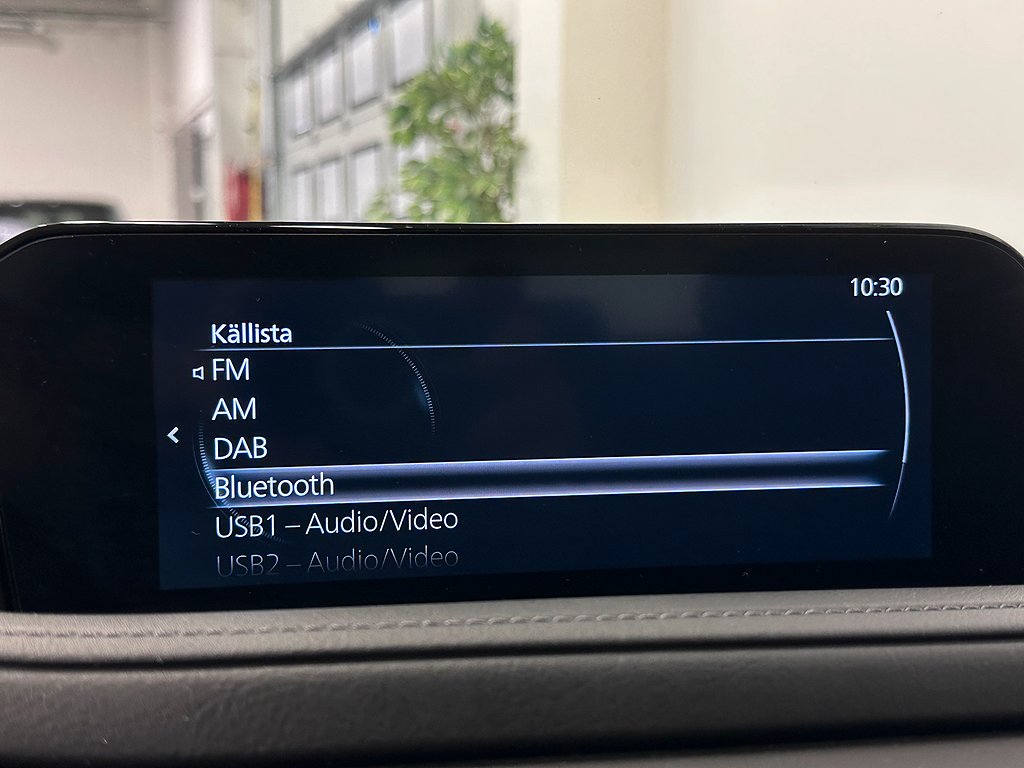 10:30
Källista
FM
AM
DAB
Bluetooth
USB1 – Audio/Video
USB2 – Audio/Video